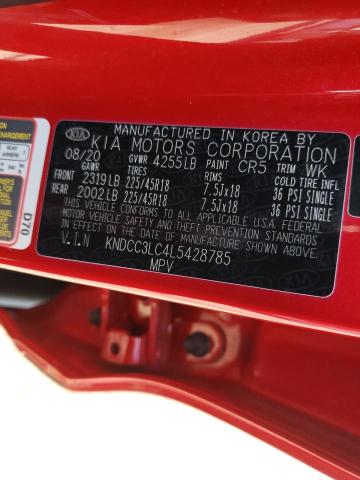 MANUFACTURED IN KOREA BY
KIA KIA MOTORS CORPORATION
08/20 GVWR 4255LB PAINT CR5 TRIM WK
GAWR TIRES RIMS COLD TIRE INFL
FRONT 2319LB 225/45R18 7.5Jx18 36 PSI SINGLE
REAR 2002LB 225/45R18 7.5Jx18 36 PSI SINGLE
THIS VEHICLE CONFORMS TO ALL APPLICABLE U.S.A. FEDERAL
MOTOR VEHICLE SAFETY AND THEFT PREVENTION STANDARDS
IN EFFECT ON THE DATE OF MANUFACTURE SHOWN ABOVE.
V.I.N KNDCC3LC4L5428785
MPV
D70